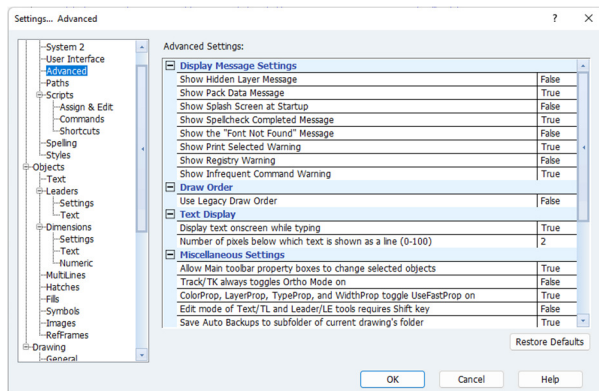 Settings... Advanced
?
System 2
User Interface
Advanced
Paths
Scripts
Assign & Edit
Commands
Shortcuts
Spelling
Styles
Objects
Text
Leaders
Settings
Text
Dimensions
Settings
Text
Numeric
MultiLines
Hatches
Fills
Symbols
Images
RefFrames
Drawing
General
Advanced Settings:
Display Message Settings
Show Hidden Layer Message False
Show Pack Data Message True
Show Splash Screen at Startup False
Show Spellcheck Completed Message True
Show the "Font Not Found" Message False
Show Print Selected Warning True
Show Registry Warning False
Show Infrequent Command Warning True
Draw Order
Use Legacy Draw Order False
Text Display
Display text onscreen while typing True
Number of pixels below which text is shown as a line (0-100) 2
Miscellaneous Settings
Allow Main toolbar property boxes to change selected objects True
Track/TK always toggles Ortho Mode on False
ColorProp, LayerProp, TypeProp, and WidthProp toggle UseFastProp on True
Edit mode of Text/TL and Leader/LE tools requires Shift key False
Save Auto Backups to subfolder of current drawing's folder True
Restore Defaults
OK Cancel Help